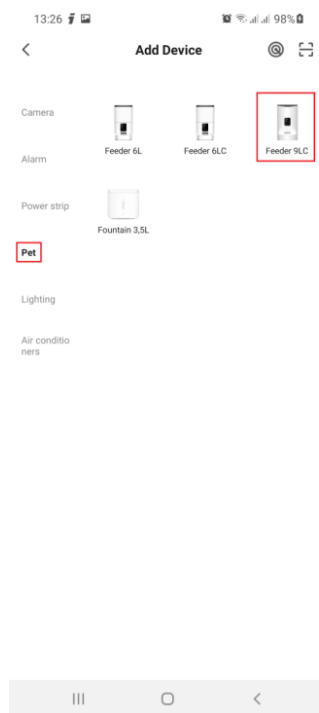 13:26 98%
Add Device
Camera
Alarm
Power strip
Pet
Lighting
Air conditio
ners
Feeder 6L Feeder 6LC Feeder 9LC
Fountain 3,5L